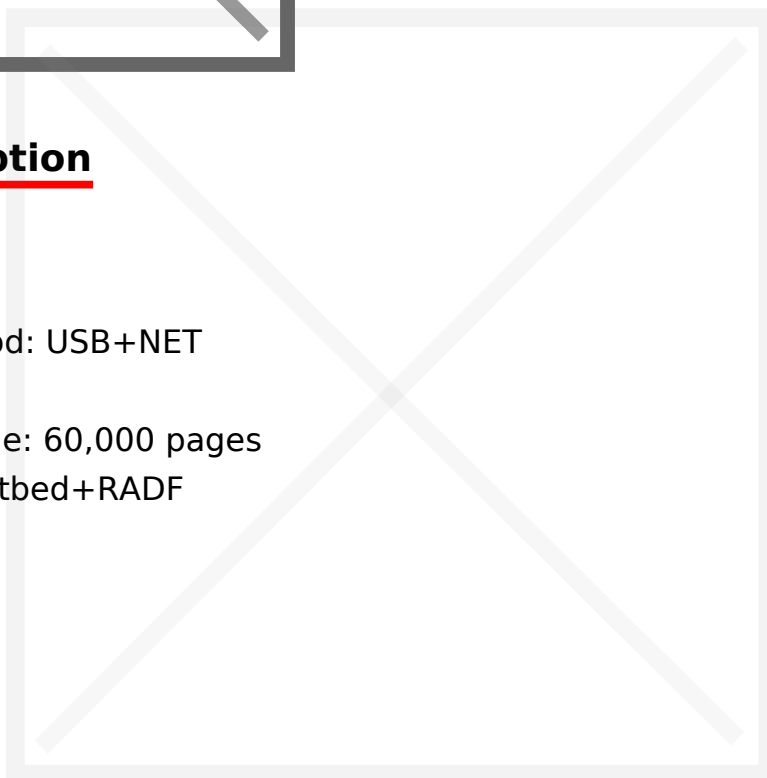 ption
od: USB+NET
e: 60,000 pages
tbed+RADF